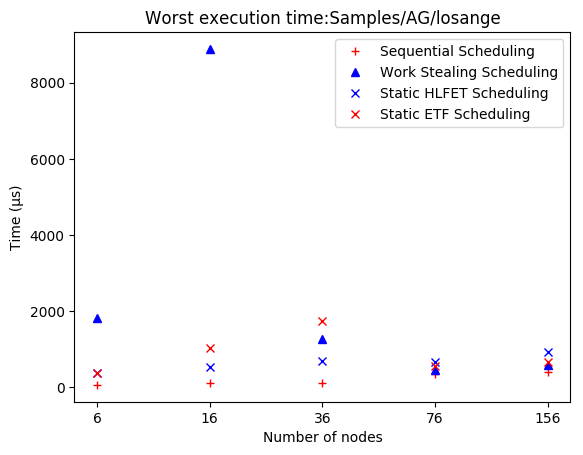 Worst execution time:Samples/AG/losange
Sequential Scheduling
Work Stealing Scheduling
Static HLFET Scheduling
Static ETF Scheduling
8000
6000
4000
2000
0
Time (µs)
6 16 36 76 156
Number of nodes